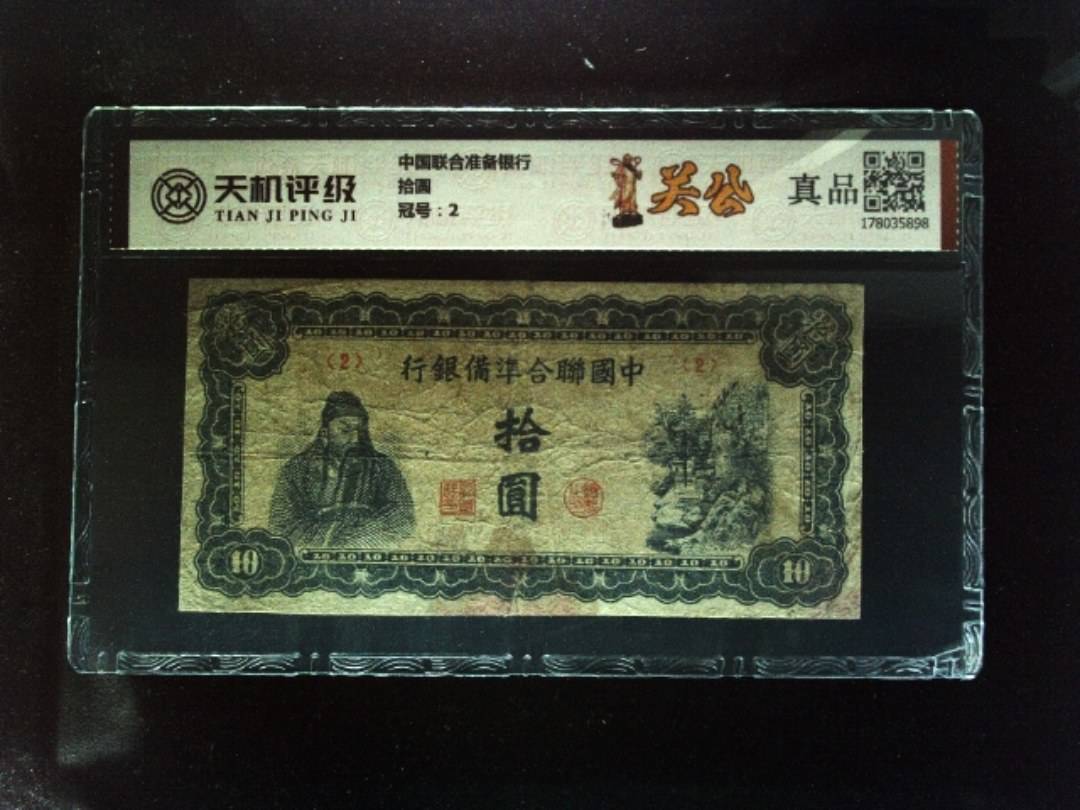 天机评级
TIAN JI PING JI
中国联合准备银行
拾圆
冠号：2
关公
真品
178035898
(2)
行銀備準合聯國中
(2)
拾
圓
10
10